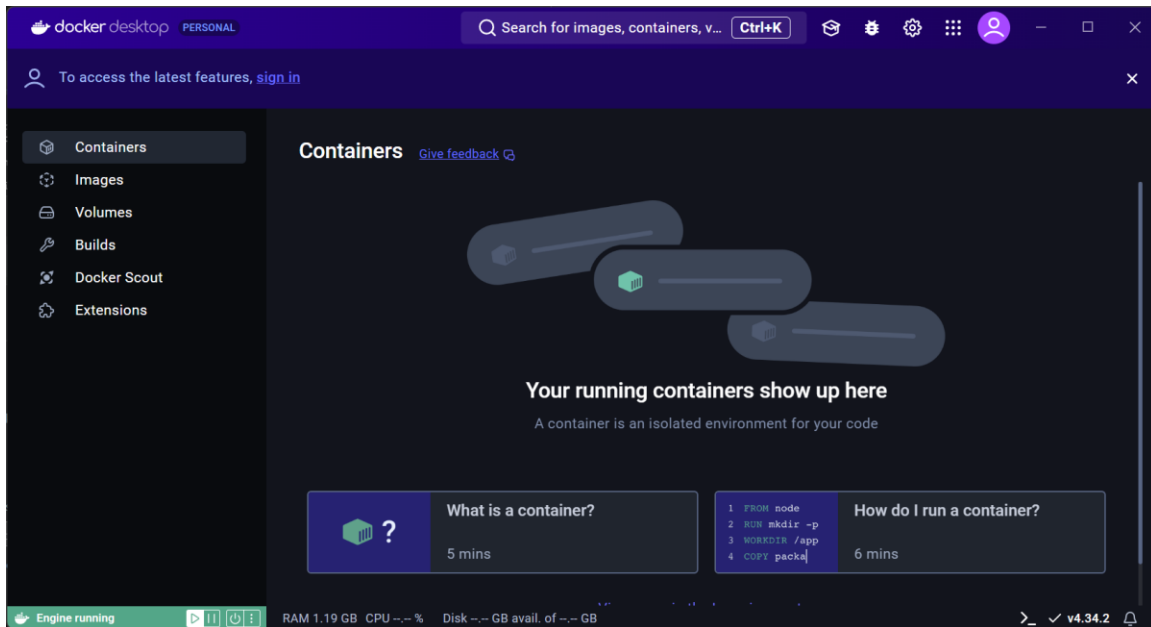 docker desktop PERSONAL
Search for images, containers, v... Ctrl+K
To access the latest features, sign in
Containers
Images
Volumes
Builds
Docker Scout
Extensions
Containers Give feedback
Your running containers show up here
A container is an isolated environment for your code
?
What is a container?
5 mins
1 FROM node
2 RUN mkdir -p
3 WORKDIR /app
4 COPY packa
How do I run a container?
6 mins
Engine running
RAM 1.19 GB CPU --.-- % Disk --.-- GB avail. of --.-- GB
v4.34.2